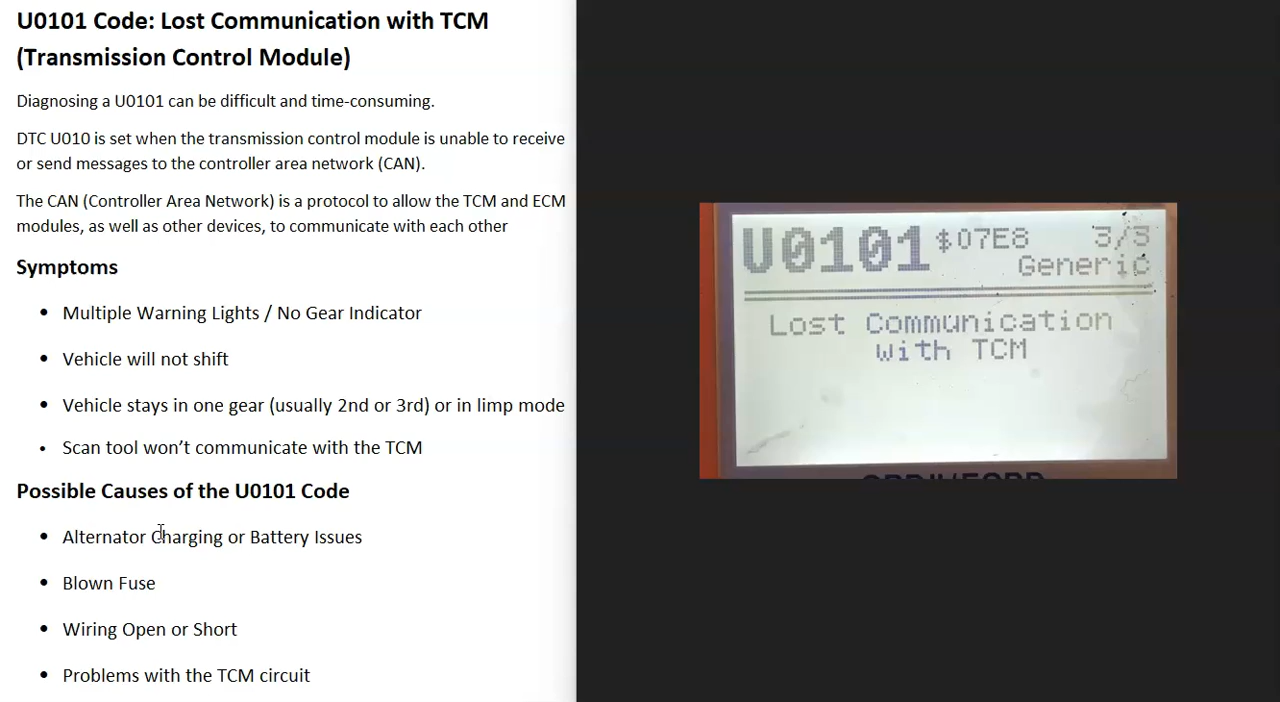 U0101 Code: Lost Communication with TCM
(Transmission Control Module)
Diagnosing a U0101 can be difficult and time-consuming.
DTC U010 is set when the transmission control module is unable to receive
or send messages to the controller area network (CAN).
The CAN (Controller Area Network) is a protocol to allow the TCM and ECM
modules, as well as other devices, to communicate with each other
Symptoms
• Multiple Warning Lights / No Gear Indicator
• Vehicle will not shift
• Vehicle stays in one gear (usually 2nd or 3rd) or in limp mode
• Scan tool won’t communicate with the TCM
Possible Causes of the U0101 Code
• Alternator Charging or Battery Issues
• Blown Fuse
• Wiring Open or Short
• Problems with the TCM circuit
U0101 $07E8 3/3
Generic
Lost Communication
with TCM